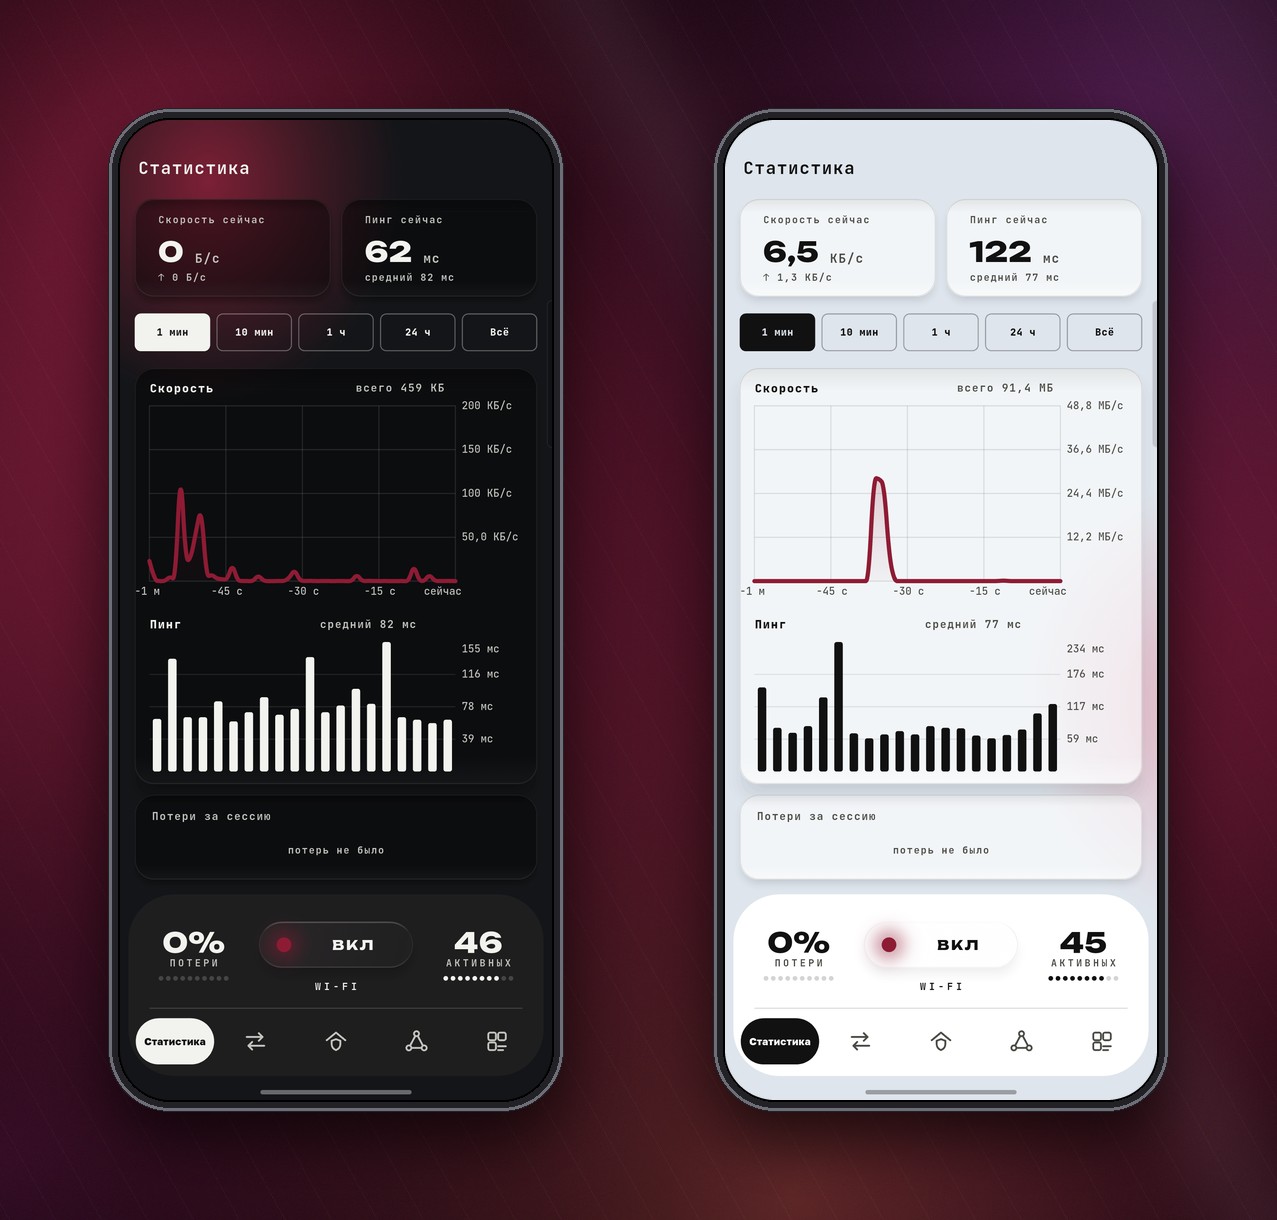 Статистика
Скорость сейчас
0 Б/с
↑ 0 Б/с
Пинг сейчас
62 мс
средний 82 мс
1 мин
10 мин
1 ч
24 ч
Всё
Скорость
всего 459 КБ
200 КБ/с
150 КБ/с
100 КБ/с
50,0 КБ/с
-1 м
-45 с
-30 с
-15 с
сейчас
Пинг
средний 82 мс
155 мс
116 мс
78 мс
39 мс
Потери за сессию
потерь не было
0%
ПОТЕРИ
ВКЛ
WI-FI
46
АКТИВНЫХ
Статистика
Статистика
Скорость сейчас
6,5 КБ/с
↑ 1,3 КБ/с
Пинг сейчас
122 мс
средний 77 мс
1 мин
10 мин
1 ч
24 ч
Всё
Скорость
всего 91,4 МБ
48,8 МБ/с
36,6 МБ/с
24,4 МБ/с
12,2 МБ/с
-1 м
-45 с
-30 с
-15 с
сейчас
Пинг
средний 77 мс
234 мс
176 мс
117 мс
59 мс
Потери за сессию
потерь не было
0%
ПОТЕРИ
ВКЛ
WI-FI
45
АКТИВНЫХ
Статистика